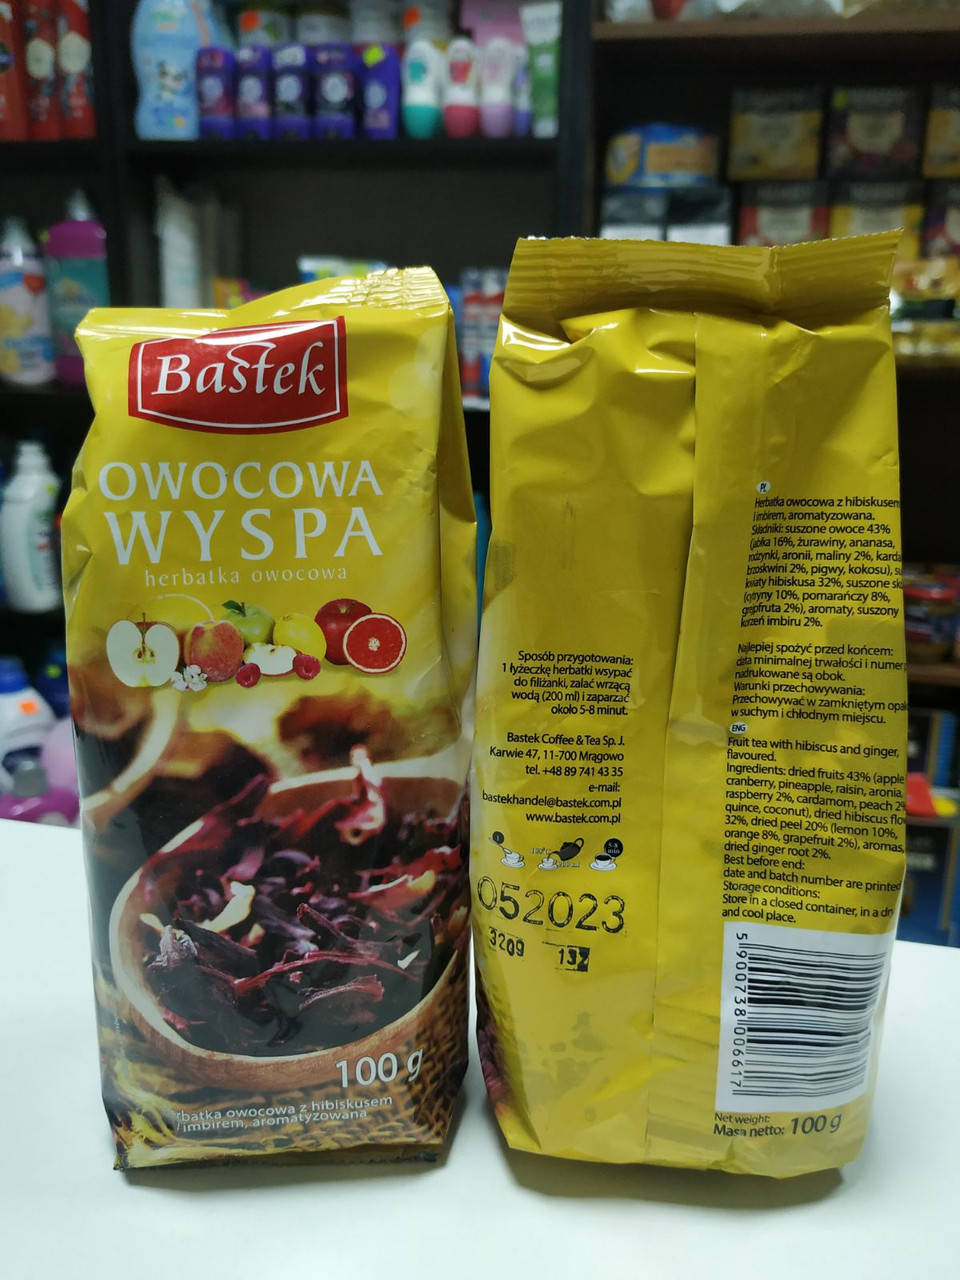 Bastek
OWOCOWA
WYSPA
herbatka owocowa
100 g
rbatka owocowa z hibiskusem
imbirem, aromatyzowana
Sposób przygotowania:
1 łyżeczkę herbatki wsypać
do filiżanki, zalać wrzącą
wodą (200 ml) i zaparzać
około 5-8 minut.
Bastek Coffee & Tea Sp. J.
Karwie 47, 11-700 Mrągowo
tel. +48 89 741 43 35
e-mail:
bastekhandel@bastek.com.pl
www.bastek.com.pl
052023
3209 13
PL
Herbatka owocowa z hibiskusem
i imbirem, aromatyzowana.
Składniki: suszone owoce 43%
(jabłka 16%, żurawiny, ananasa,
rodzynki, aronii, maliny 2%, karda
brzoskwini 2%, pigwy, kokosu), su
kwiaty hibiskusa 32%, suszone sk
(cytryny 10%, pomarańczy 8%,
grejpfruta 2%), aromaty, suszony
korzeń imbiru 2%.
Najlepiej spożyć przed końcem:
data minimalnej trwałości i numer
nadrukowane są obok.
Warunki przechowywania:
Przechowywać w zamkniętym opak
w suchym i chłodnym miejscu.
ENG
Fruit tea with hibiscus and ginger,
flavoured.
Ingredients: dried fruits 43% (apple
cranberry, pineapple, raisin, aronia,
raspberry 2%, cardamom, peach 2%
quince, coconut), dried hibiscus flo
32%, dried peel 20% (lemon 10%,
orange 8%, grapefruit 2%), aromas,
dried ginger root 2%.
Best before end:
date and batch number are printed
Storage conditions:
Store in a closed container, in a dry
and cool place.
5 900738 006617
Net weight:
Masa netto: 100 g